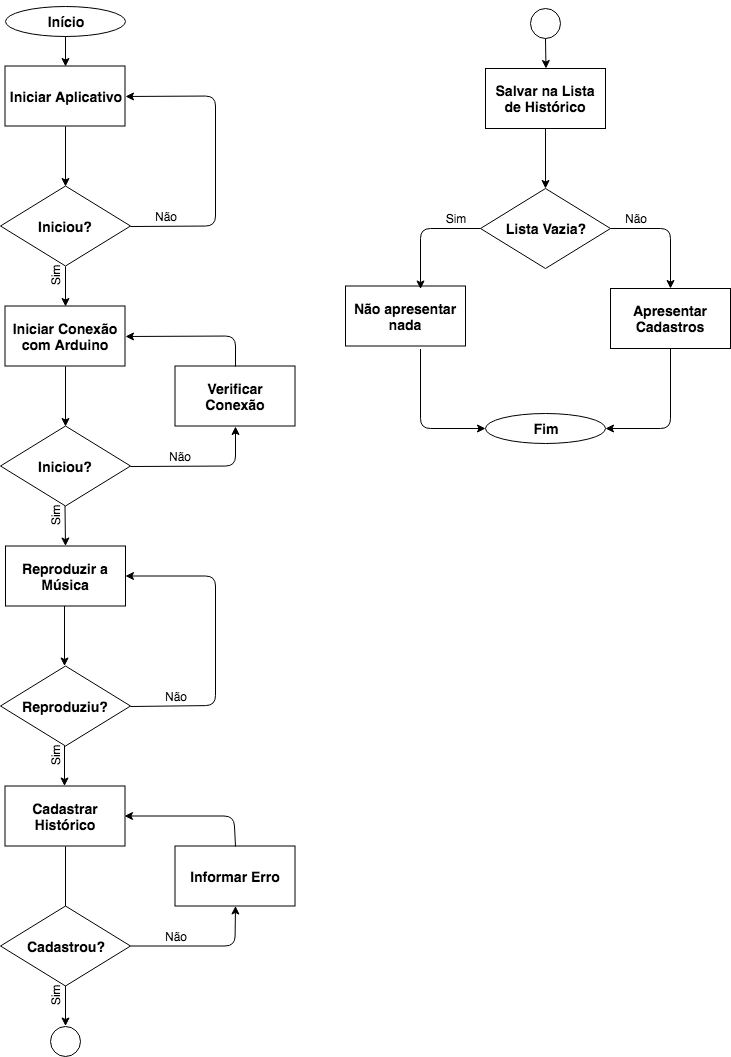 Início
Iniciar Aplicativo
Não
Iniciou?
Sim
Iniciar Conexão
com Arduino
Verificar
Conexão
Não
Iniciou?
Sim
Reproduzir a
Música
Não
Reproduziu?
Sim
Cadastrar
Histórico
Informar Erro
Não
Cadastrou?
Sim
Salvar na Lista
de Histórico
Sim
Não
Lista Vazia?
Não apresentar
nada
Apresentar
Cadastros
Fim